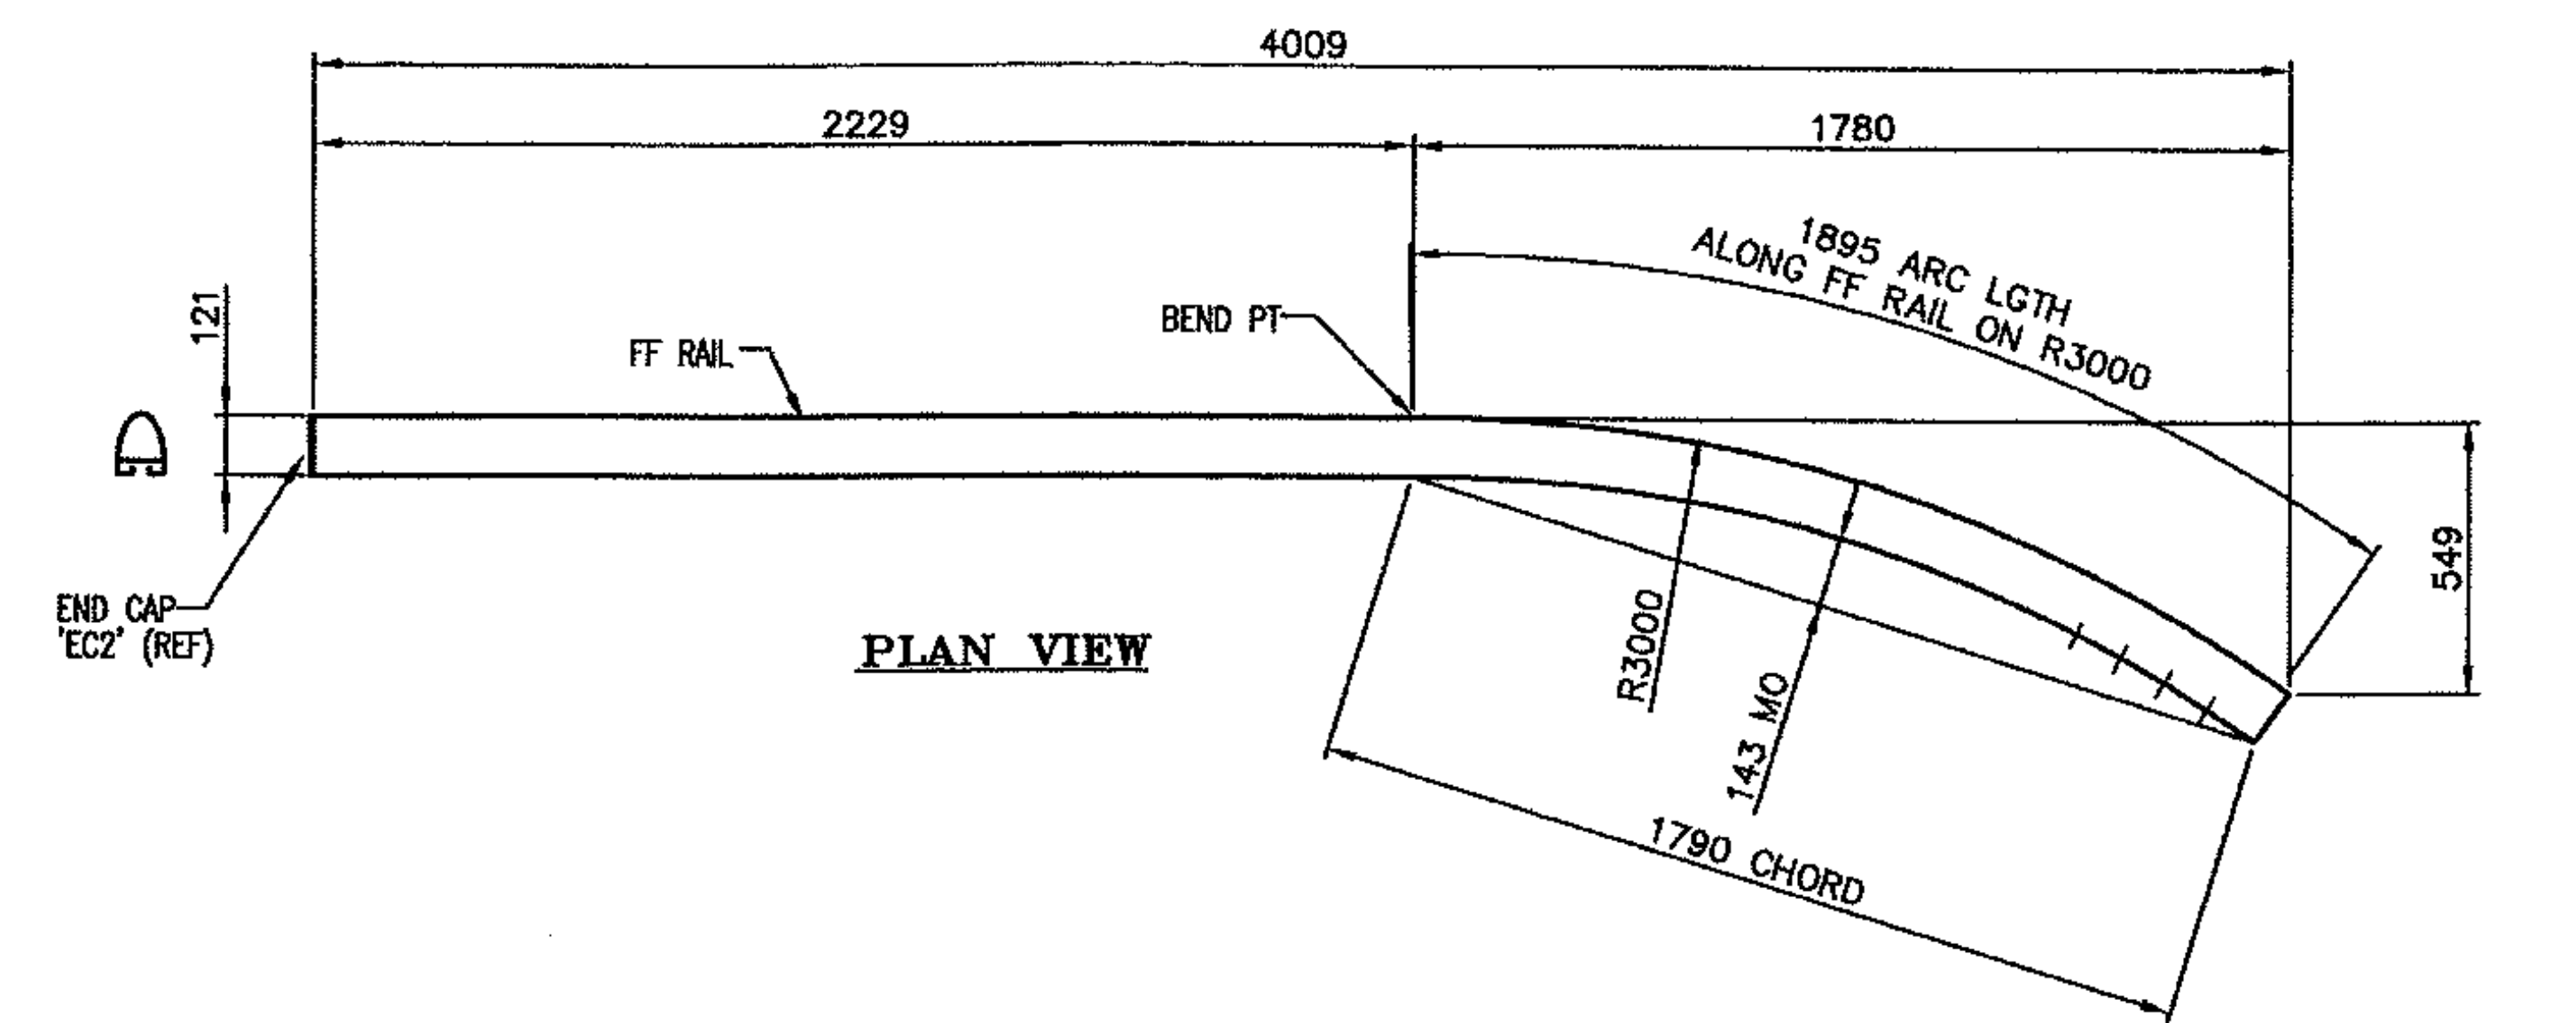 4009
2229
1780
1895 ARC LGTH
ALONG FF RAIL ON R3000
121
BEND PT
FF RAIL
549
END CAP
'EC2' (REF)
PLAN VIEW
R3000
143 MO
1790 CHORD